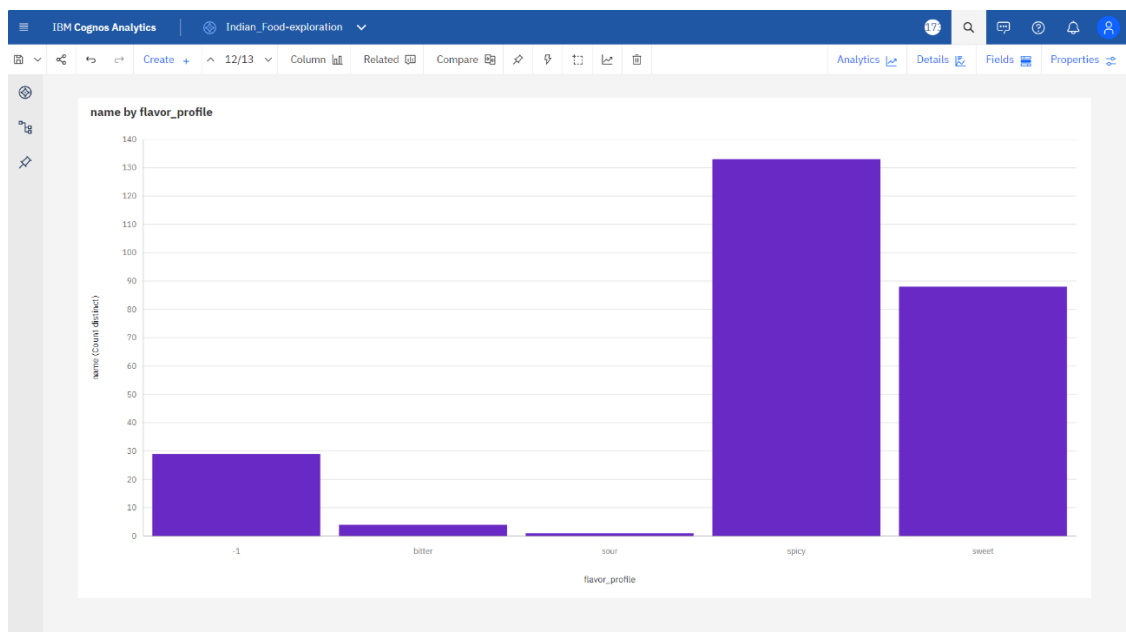 IBM Cognos Analytics
Indian_Food-exploration
Create +
12/13
Column
Related
Compare
Analytics
Details
Fields
Properties
name by flavor_profile
140
130
120
110
100
90
80
70
60
50
40
30
20
10
0
name (Count distinct)
-1
bitter
sour
spicy
sweet
flavor_profile